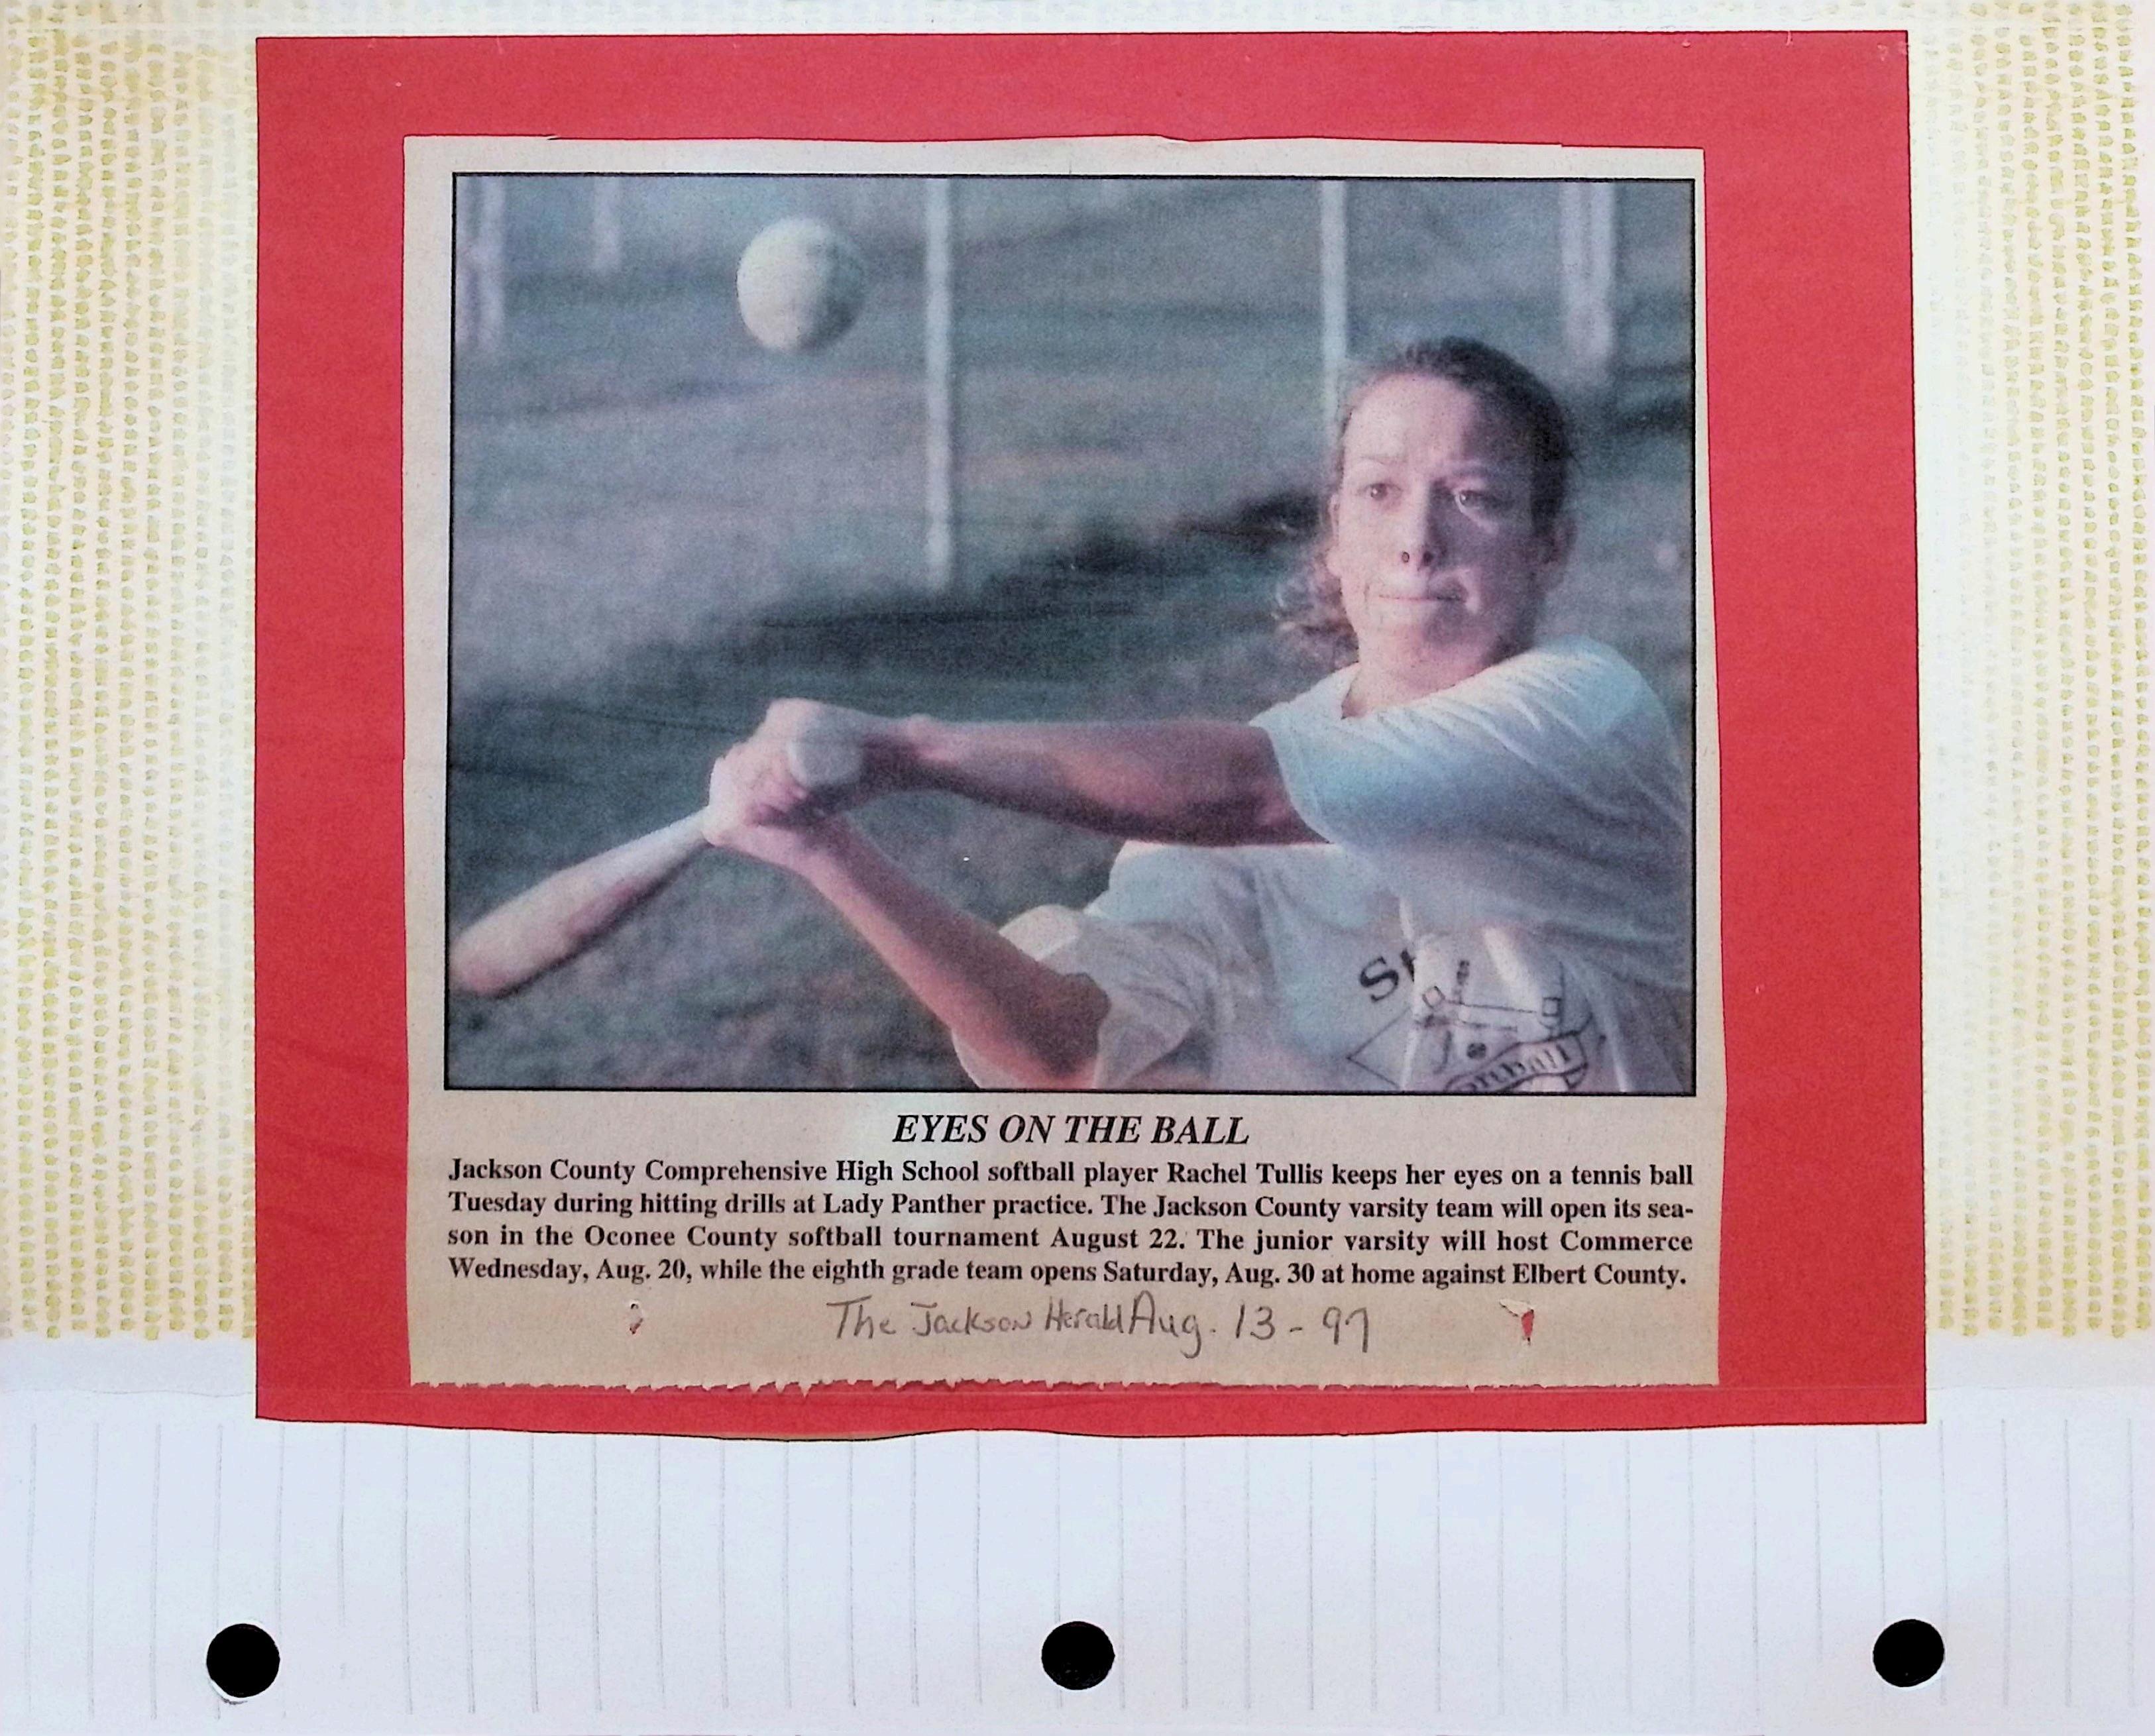 EYES ON THE BALL
Jackson County Comprehensive High School softball player Rachel Tullis keeps her eyes on a tennis ball
Tuesday during hitting drills at Lady Panther practice. The Jackson County varsity team will open its sea-
son in the Oconee County softball tournament August 22. The junior varsity will host Commerce
Wednesday, Aug. 20, while the eighth grade team opens Saturday, Aug. 30 at home against Elbert County.
The Jackson Herald Aug. 13-97